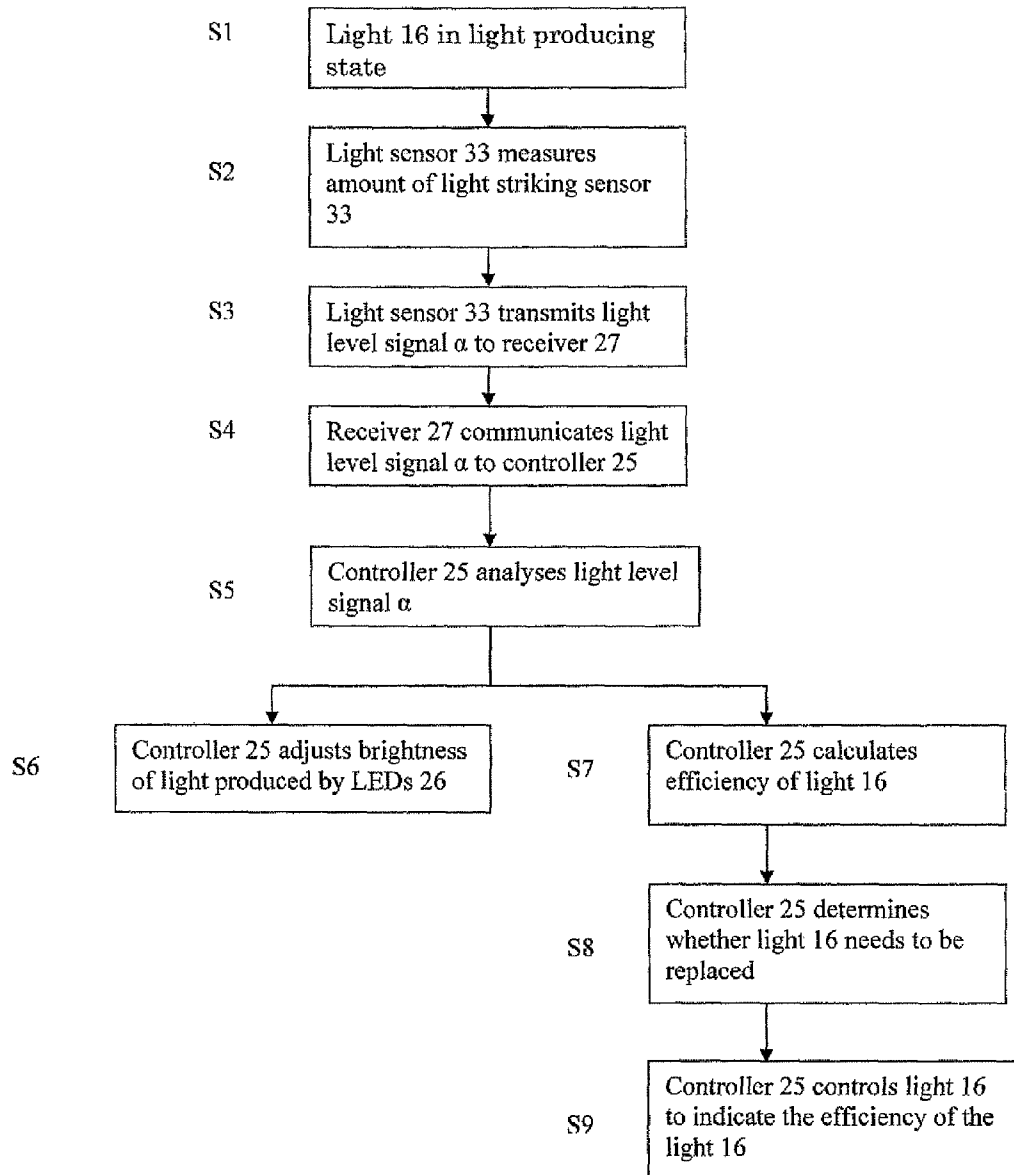 S1
Light 16 in light producing
state
S2
Light sensor 33 measures
amount of light striking sensor
33
S3
Light sensor 33 transmits light
level signal α to receiver 27
S4
Receiver 27 communicates light
level signal α to controller 25
S5
Controller 25 analyses light level
signal α
S6
Controller 25 adjusts brightness
of light produced by LEDs 26
S7
Controller 25 calculates
efficiency of light 16
S8
Controller 25 determines
whether light 16 needs to be
replaced
S9
Controller 25 controls light 16
to indicate the efficiency of the
light 16